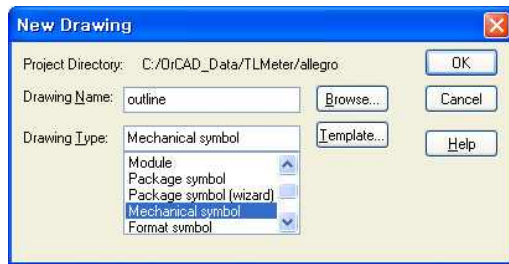 New Drawing
Project Directory: C:/OrCAD_Data/TLMeter/allegro
OK
Drawing Name: outline
Browse...
Cancel
Drawing Type: Mechanical symbol
Template...
Help
Module
Package symbol
Package symbol (wizard)
Mechanical symbol
Format symbol